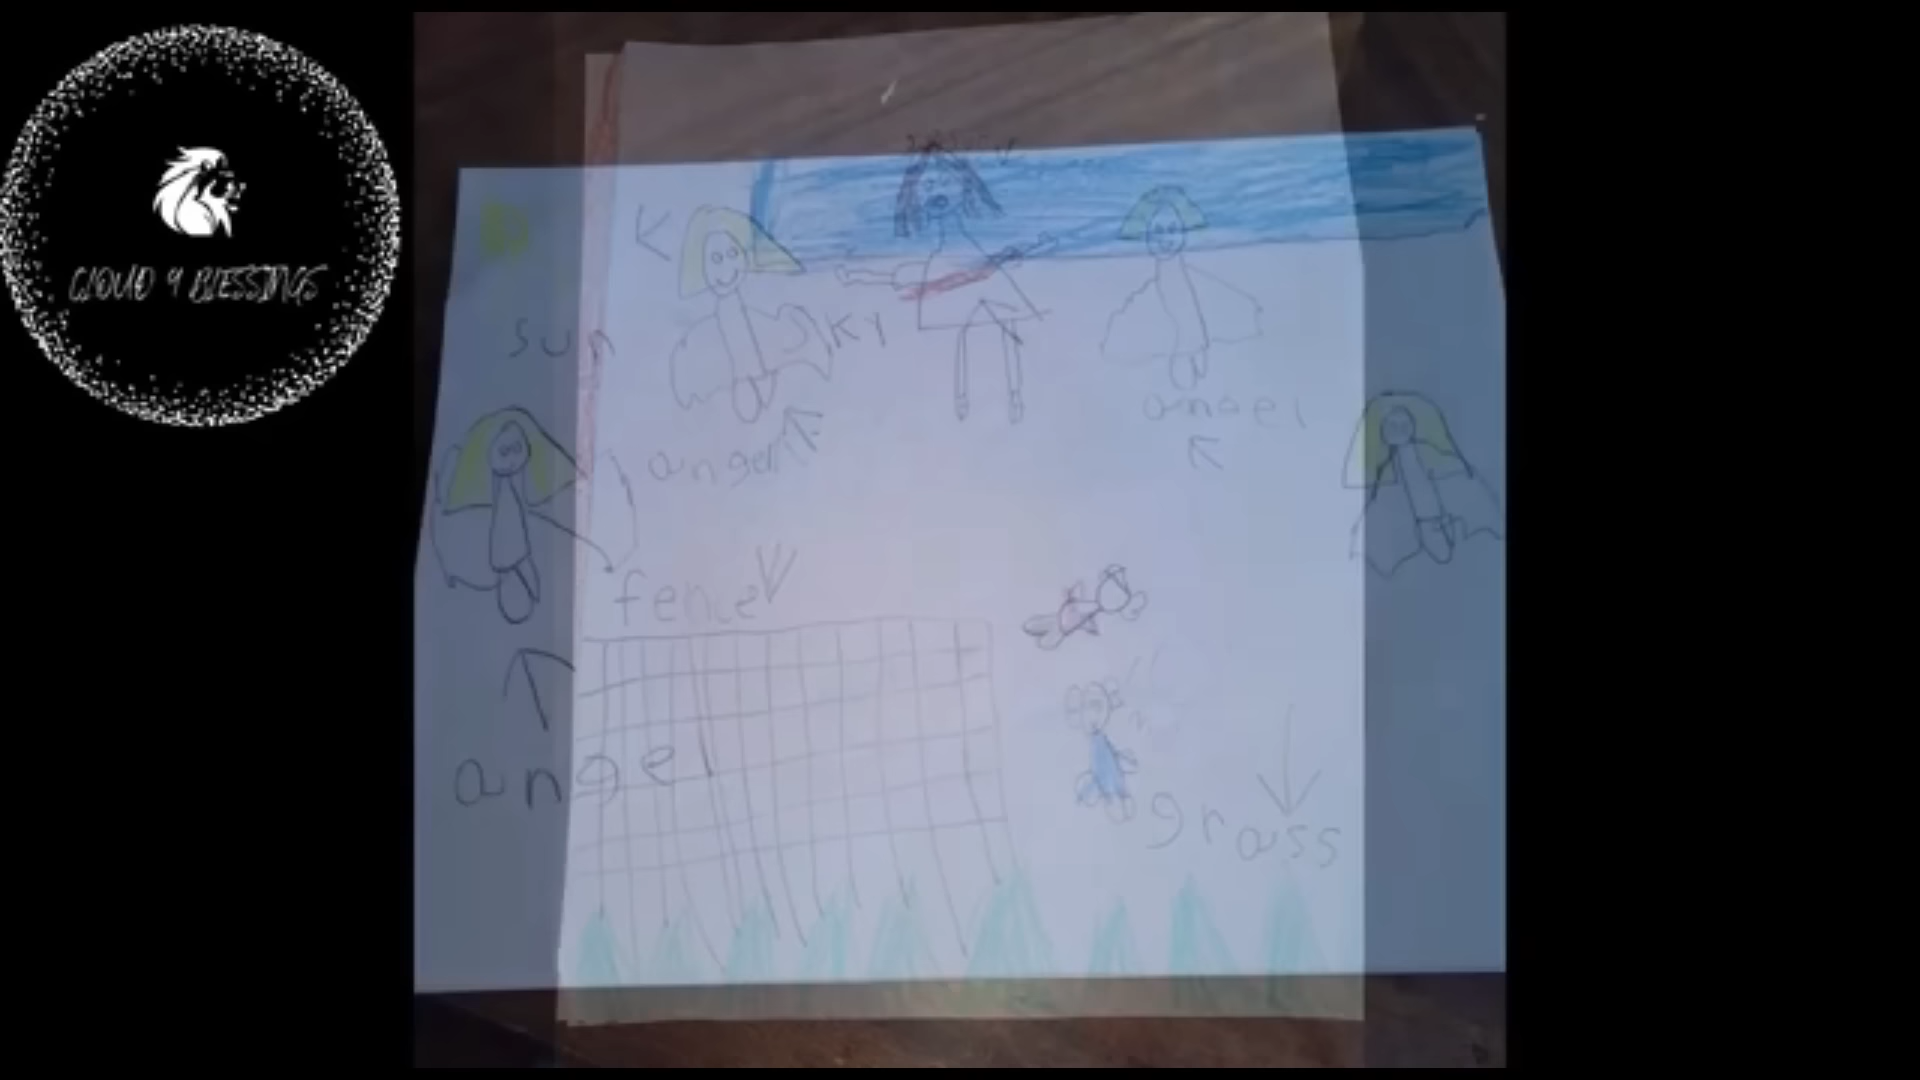 CLOUD 9 BLESSINGS
sun
sky
angel
angel
fence
angel
grass